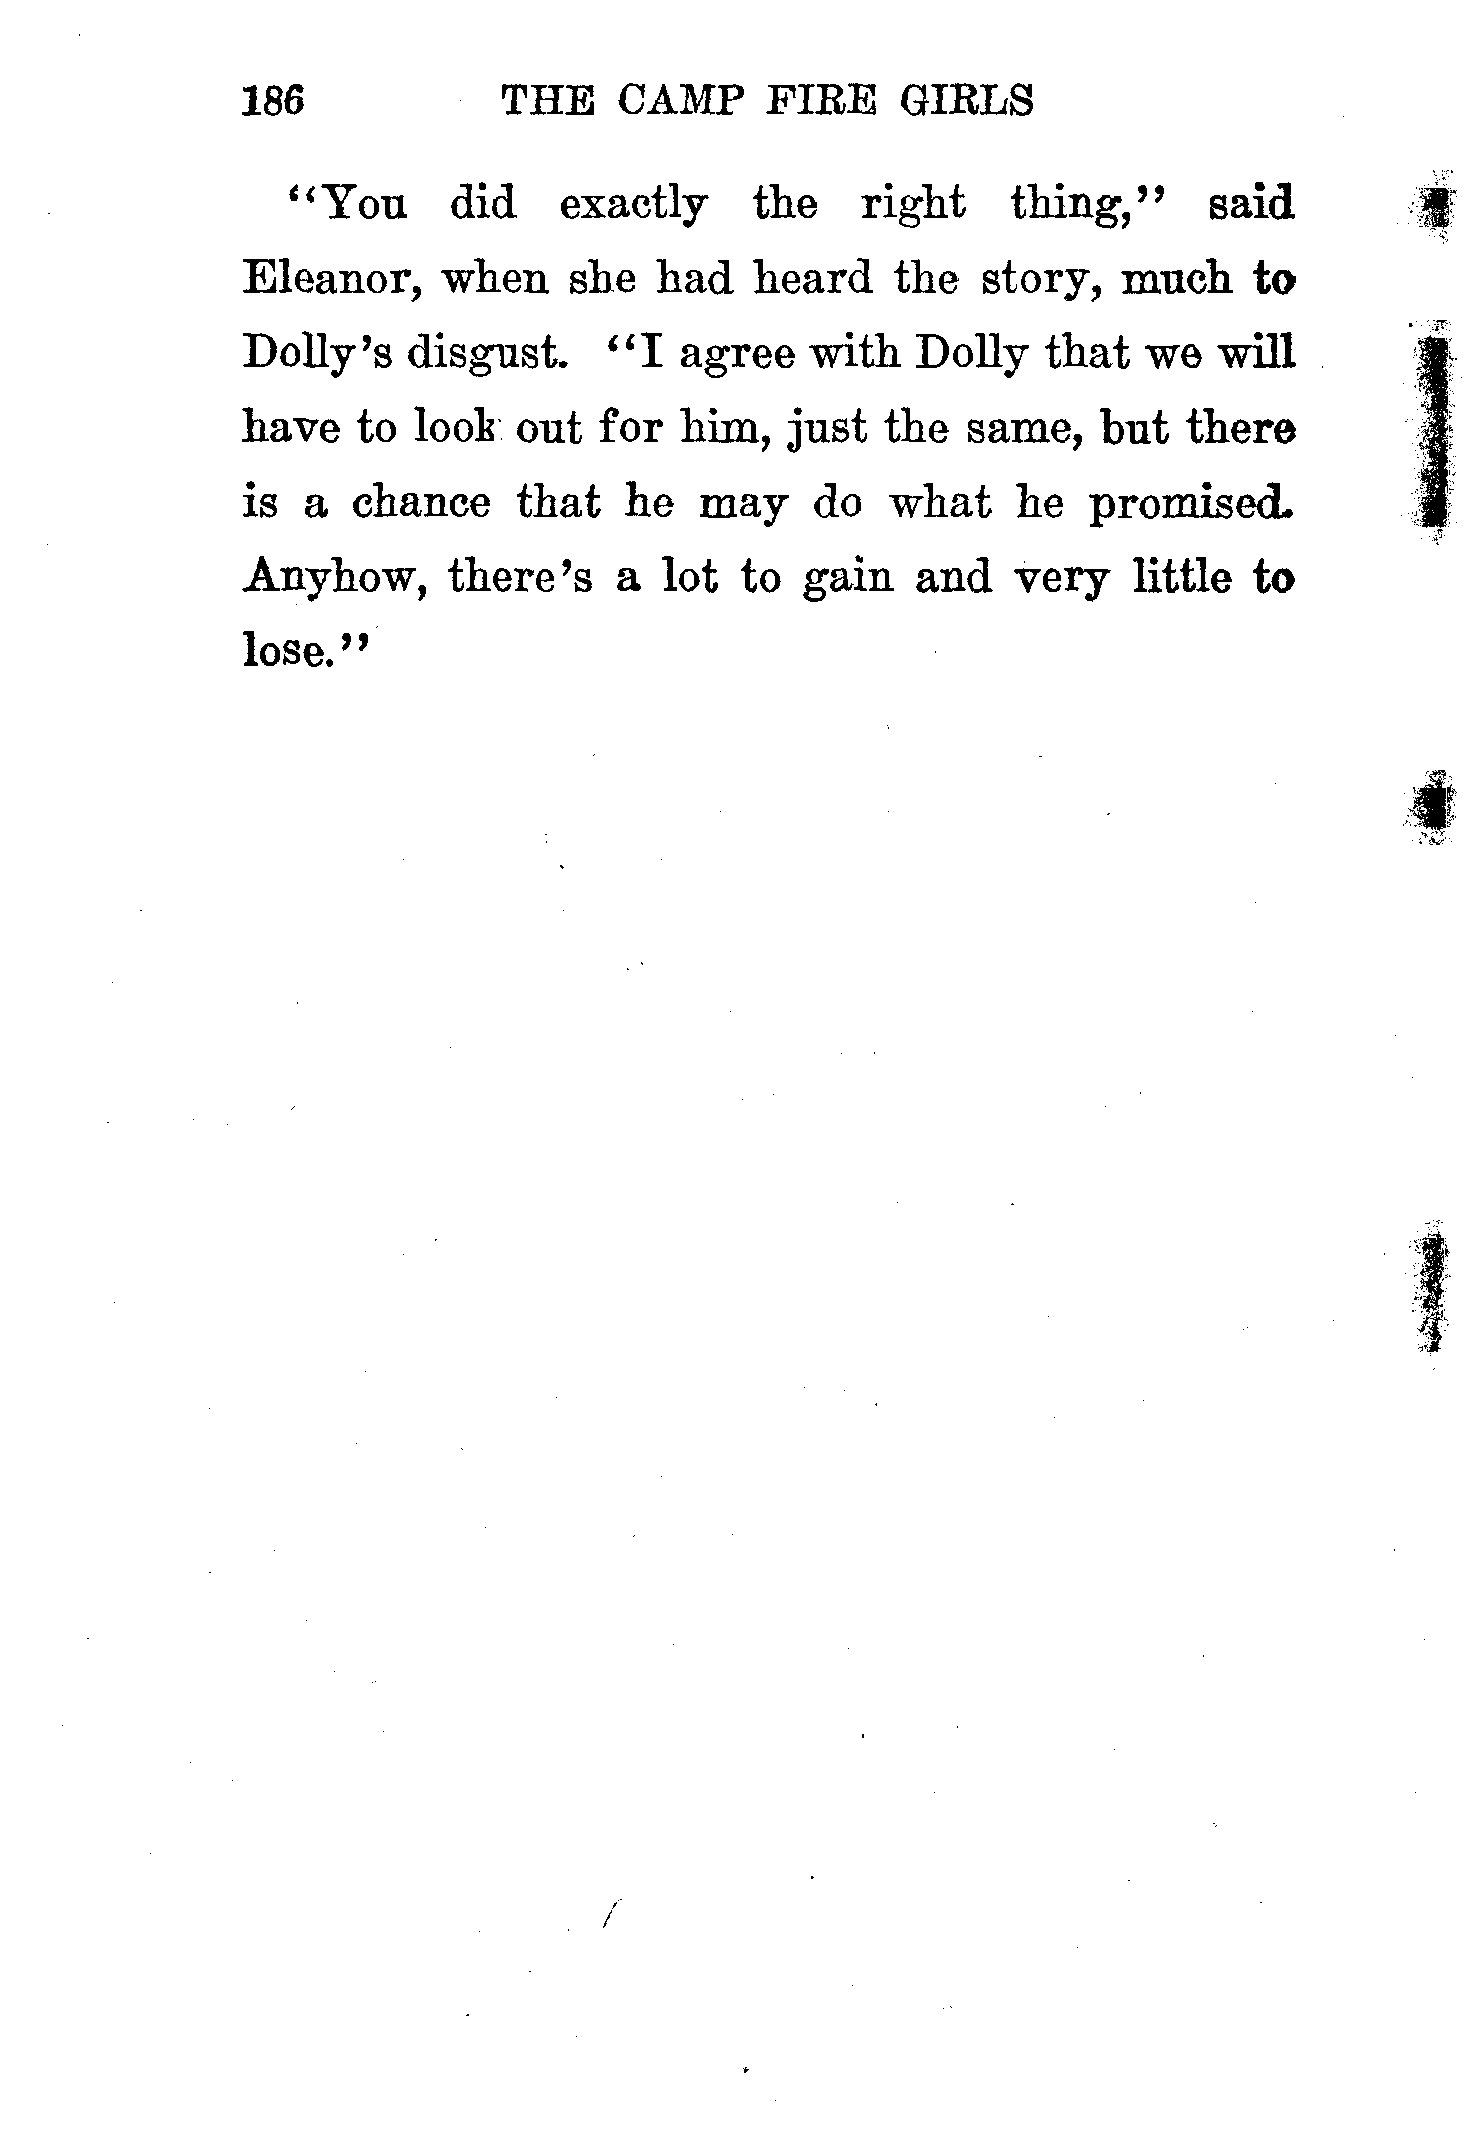 186 THE CAMP FIRE GIRLS
“You did exactly the right thing,” said
Eleanor, when she had heard the story, much to
Dolly’s disgust. “I agree with Dolly that we will
have to look out for him, just the same, but there
is a chance that he may do what he promised.
Anyhow, there’s a lot to gain and very little to
lose.”